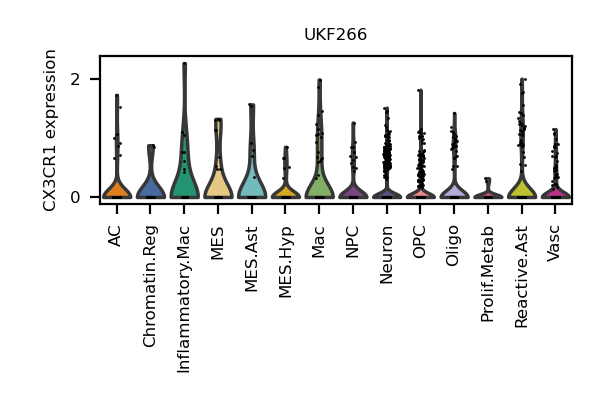 UKF266
CX3CR1 expression
2
0
AC
Chromatin.Reg
Inflammatory.Mac
MES
MES.Ast
MES.Hyp
Mac
NPC
Neuron
OPC
Oligo
Prolif.Metab
Reactive.Ast
Vasc